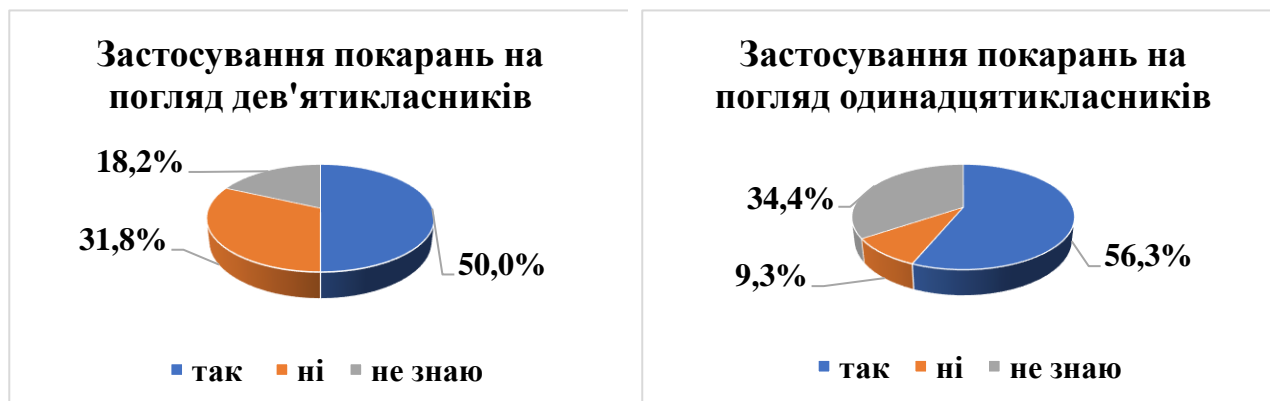 Застосування покарань на
погляд дев'ятикласників
18,2%
31,8%
50,0%
так ні не знаю
Застосування покарань на
погляд одинадцятикласників
34,4%
9,3%
56,3%
так ні не знаю